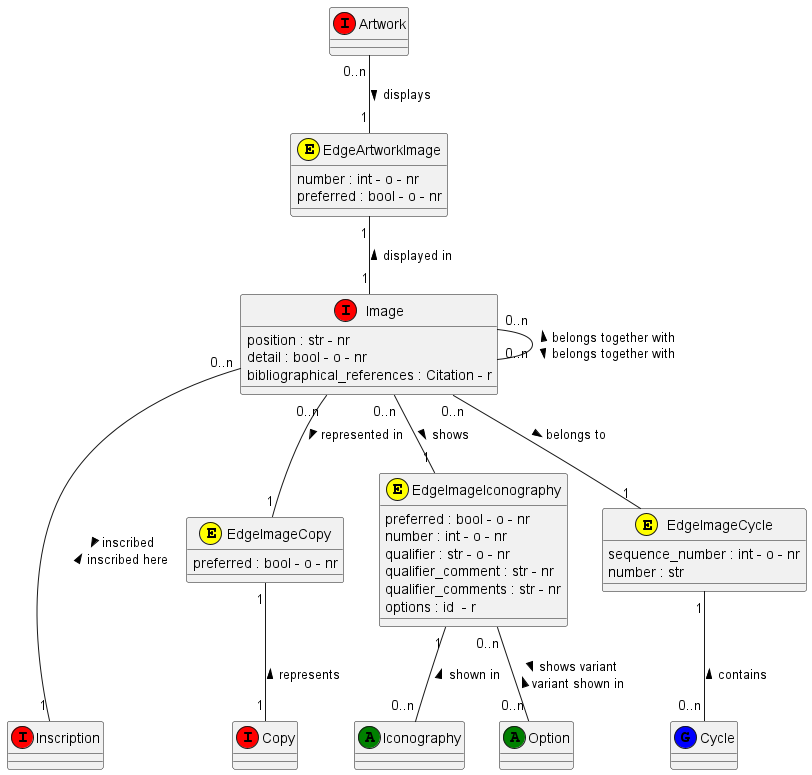 I Artwork
0..n
displays
1
E EdgeArtworkImage
number : int - o - nr
preferred : bool - o - nr
1
displayed in
1
I Image
position : str - nr
detail : bool - o - nr
bibliographical_references : Citation - r
0..n
belongs together with
belongs together with
0..n
0..n
0..n
represented in
0..n
shows
0..n
belongs to
1
1
1
E EdgeImageCopy
preferred : bool - o - nr
E EdgeImageIconography
preferred : bool - o - nr
number : int - o - nr
qualifier : str - o - nr
qualifier_comment : str - nr
qualifier_comments : str - nr
options : id - r
E EdgeImageCycle
sequence_number : int - o - nr
number : str
inscribed
inscribed here
1
represents
1
shown in
0..n
shows variant
variant shown in
1
contains
1
1
0..n
0..n
0..n
I Inscription
I Copy
A Iconography
A Option
G Cycle